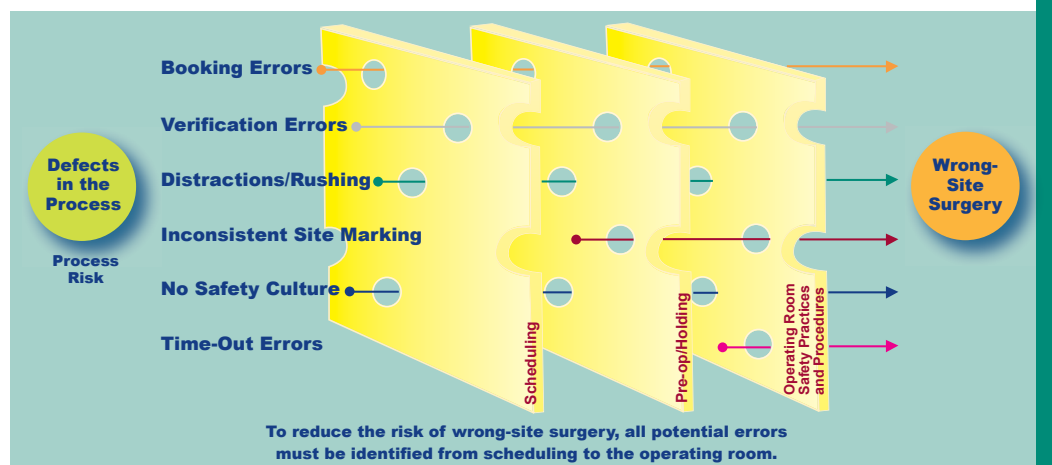 Booking Errors
Verification Errors
Defects
in the
Process
Distractions/Rushing
Wrong-
Site
Surgery
Inconsistent Site Marking
Process
Risk
No Safety Culture
Time-Out Errors
Scheduling
Pre-op/Holding
Operating Room
Safety Practices
and Procedures
To reduce the risk of wrong-site surgery, all potential errors
must be identified from scheduling to the operating room.